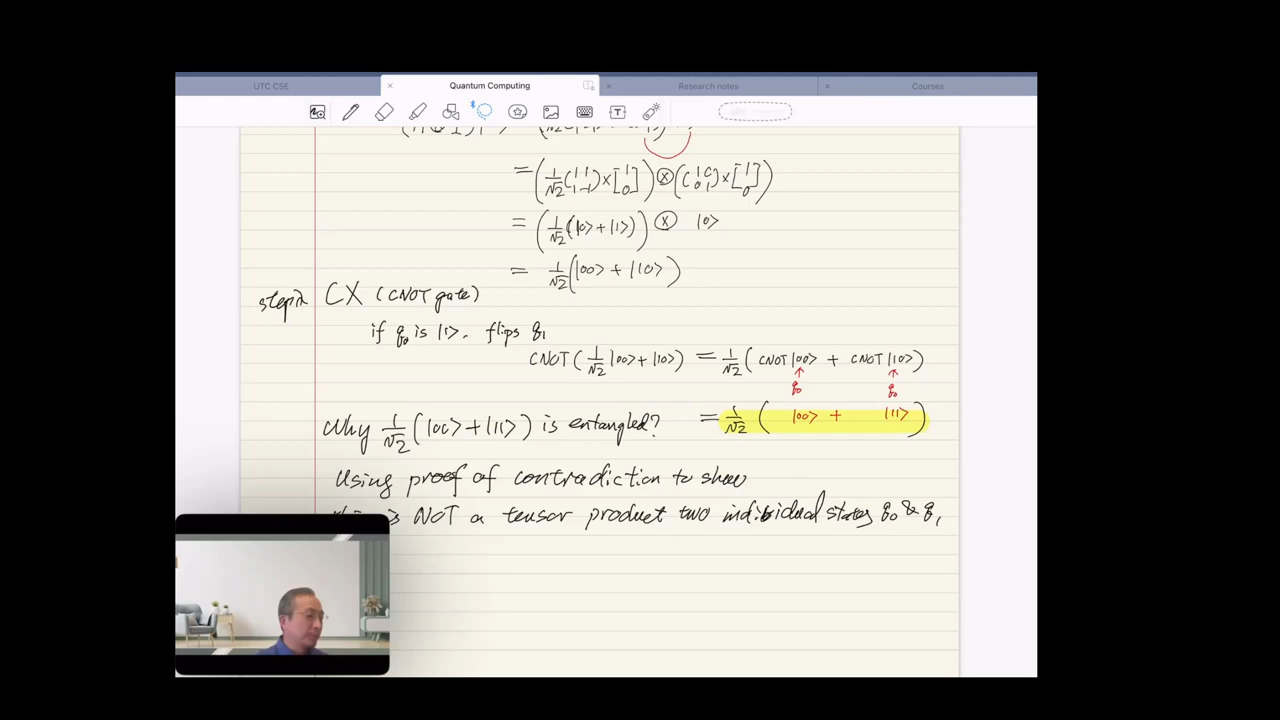 UTC CSE
Quantum Computing
Research notes
Courses
= (1/√2 (1 1 1 -1) × [1 0]) ⊗ ((1 0 0 1) × [1 0])
= (1/√2 (|0> + |1>)) ⊗ |0>
= 1/√2 (|00> + |10>)
step2 CX (CNOT gate)
if q0 is |1>. flips q1
CNOT (1/√2 |00> + |10>) = 1/√2 (CNOT |00> + CNOT |10>)
↑ ↑
q0 q0
= 1/√2 ( |00> + |11> )
Why 1/√2 (|00> + |11>) is entangled?
Using proof of contradiction to show
is NOT a tensor product two individual states q0 & q1